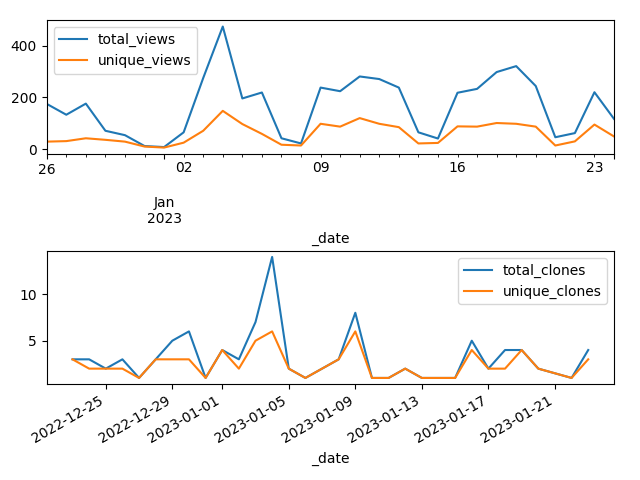 400
200
0
total_views
unique_views
26
02
09
16
23
Jan
2023
_date
10
5
total_clones
unique_clones
2022-12-25
2022-12-29
2023-01-01
2023-01-05
2023-01-09
2023-01-13
2023-01-17
2023-01-21
_date